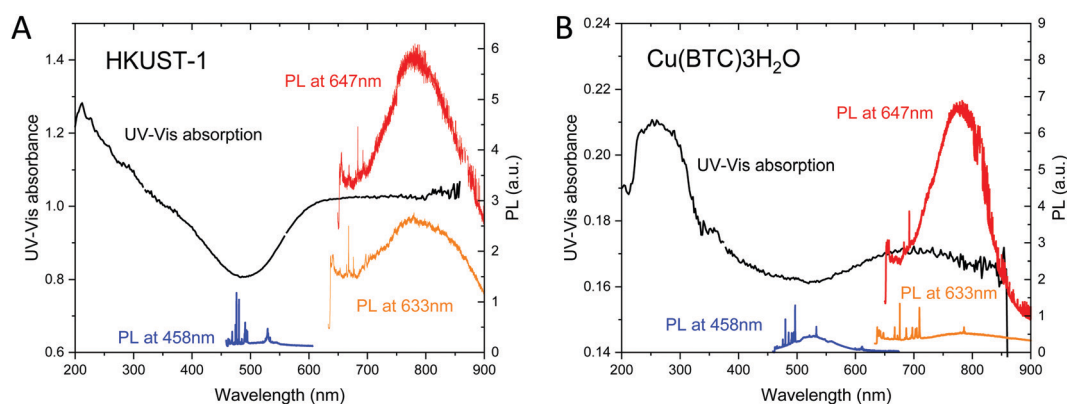 A
HKUST-1
PL at 647nm
UV-Vis absorption
PL at 633nm
PL at 458nm
1.4
1.2
1.0
0.8
0.6
UV-Vis absorbance
6
5
4
3
2
1
0
PL (a.u.)
200 300 400 500 600 700 800 900
Wavelength (nm)
B
Cu(BTC)3H₂O
PL at 647nm
UV-Vis absorption
PL at 633nm
PL at 458nm
0.24
0.22
0.20
0.18
0.16
0.14
UV-Vis absorbance
9
8
7
6
5
4
3
2
1
0
PL (a.u.)
200 300 400 500 600 700 800 900
Wavelength (nm)